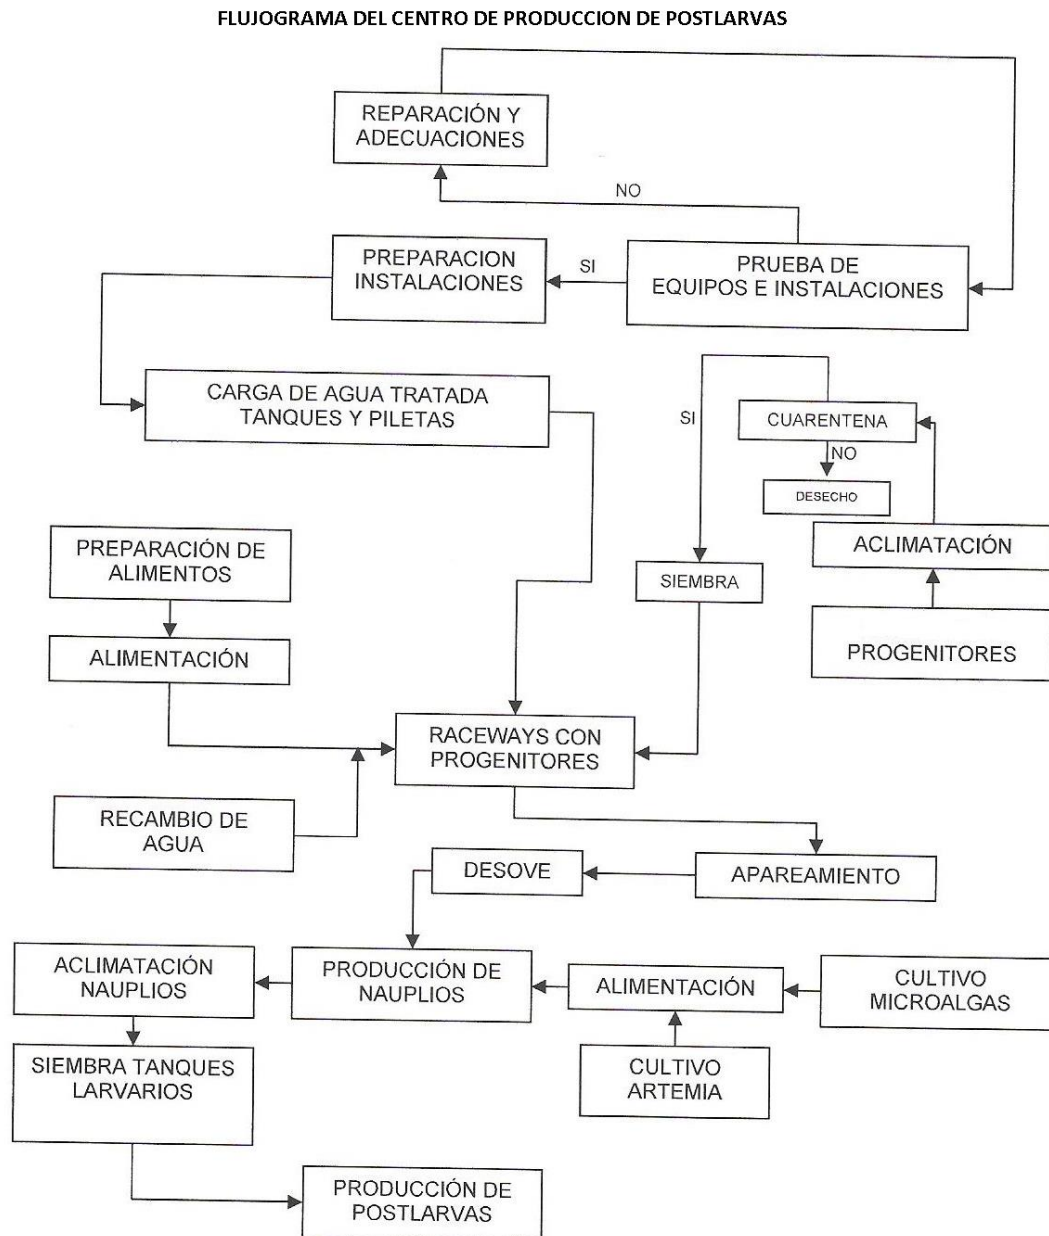 FLUJOGRAMA DEL CENTRO DE PRODUCCION DE POSTLARVAS
REPARACIÓN Y
ADECUACIONES
NO
PREPARACION
INSTALACIONES
SI
PRUEBA DE
EQUIPOS E INSTALACIONES
CARGA DE AGUA TRATADA
TANQUES Y PILETAS
SI
CUARENTENA
NO
DESECHO
PREPARACIÓN DE
ALIMENTOS
ACLIMATACIÓN
SIEMBRA
ALIMENTACIÓN
PROGENITORES
RACEWAYS CON
PROGENITORES
RECAMBIO DE
AGUA
DESOVE
APAREAMIENTO
ACLIMATACIÓN
NAUPLIOS
PRODUCCIÓN DE
NAUPLIOS
ALIMENTACIÓN
CULTIVO
MICROALGAS
SIEMBRA TANQUES
LARVARIOS
CULTIVO
ARTEMIA
PRODUCCIÓN DE
POSTLARVAS